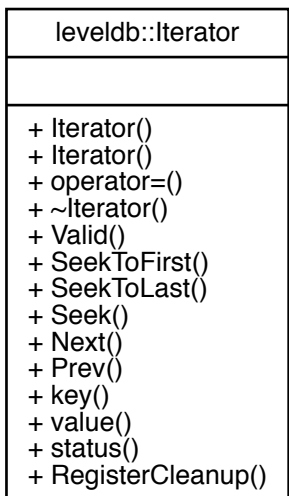 leveldb::Iterator
+ Iterator()
+ Iterator()
+ operator=()
+ ~Iterator()
+ Valid()
+ SeekToFirst()
+ SeekToLast()
+ Seek()
+ Next()
+ Prev()
+ key()
+ value()
+ status()
+ RegisterCleanup()